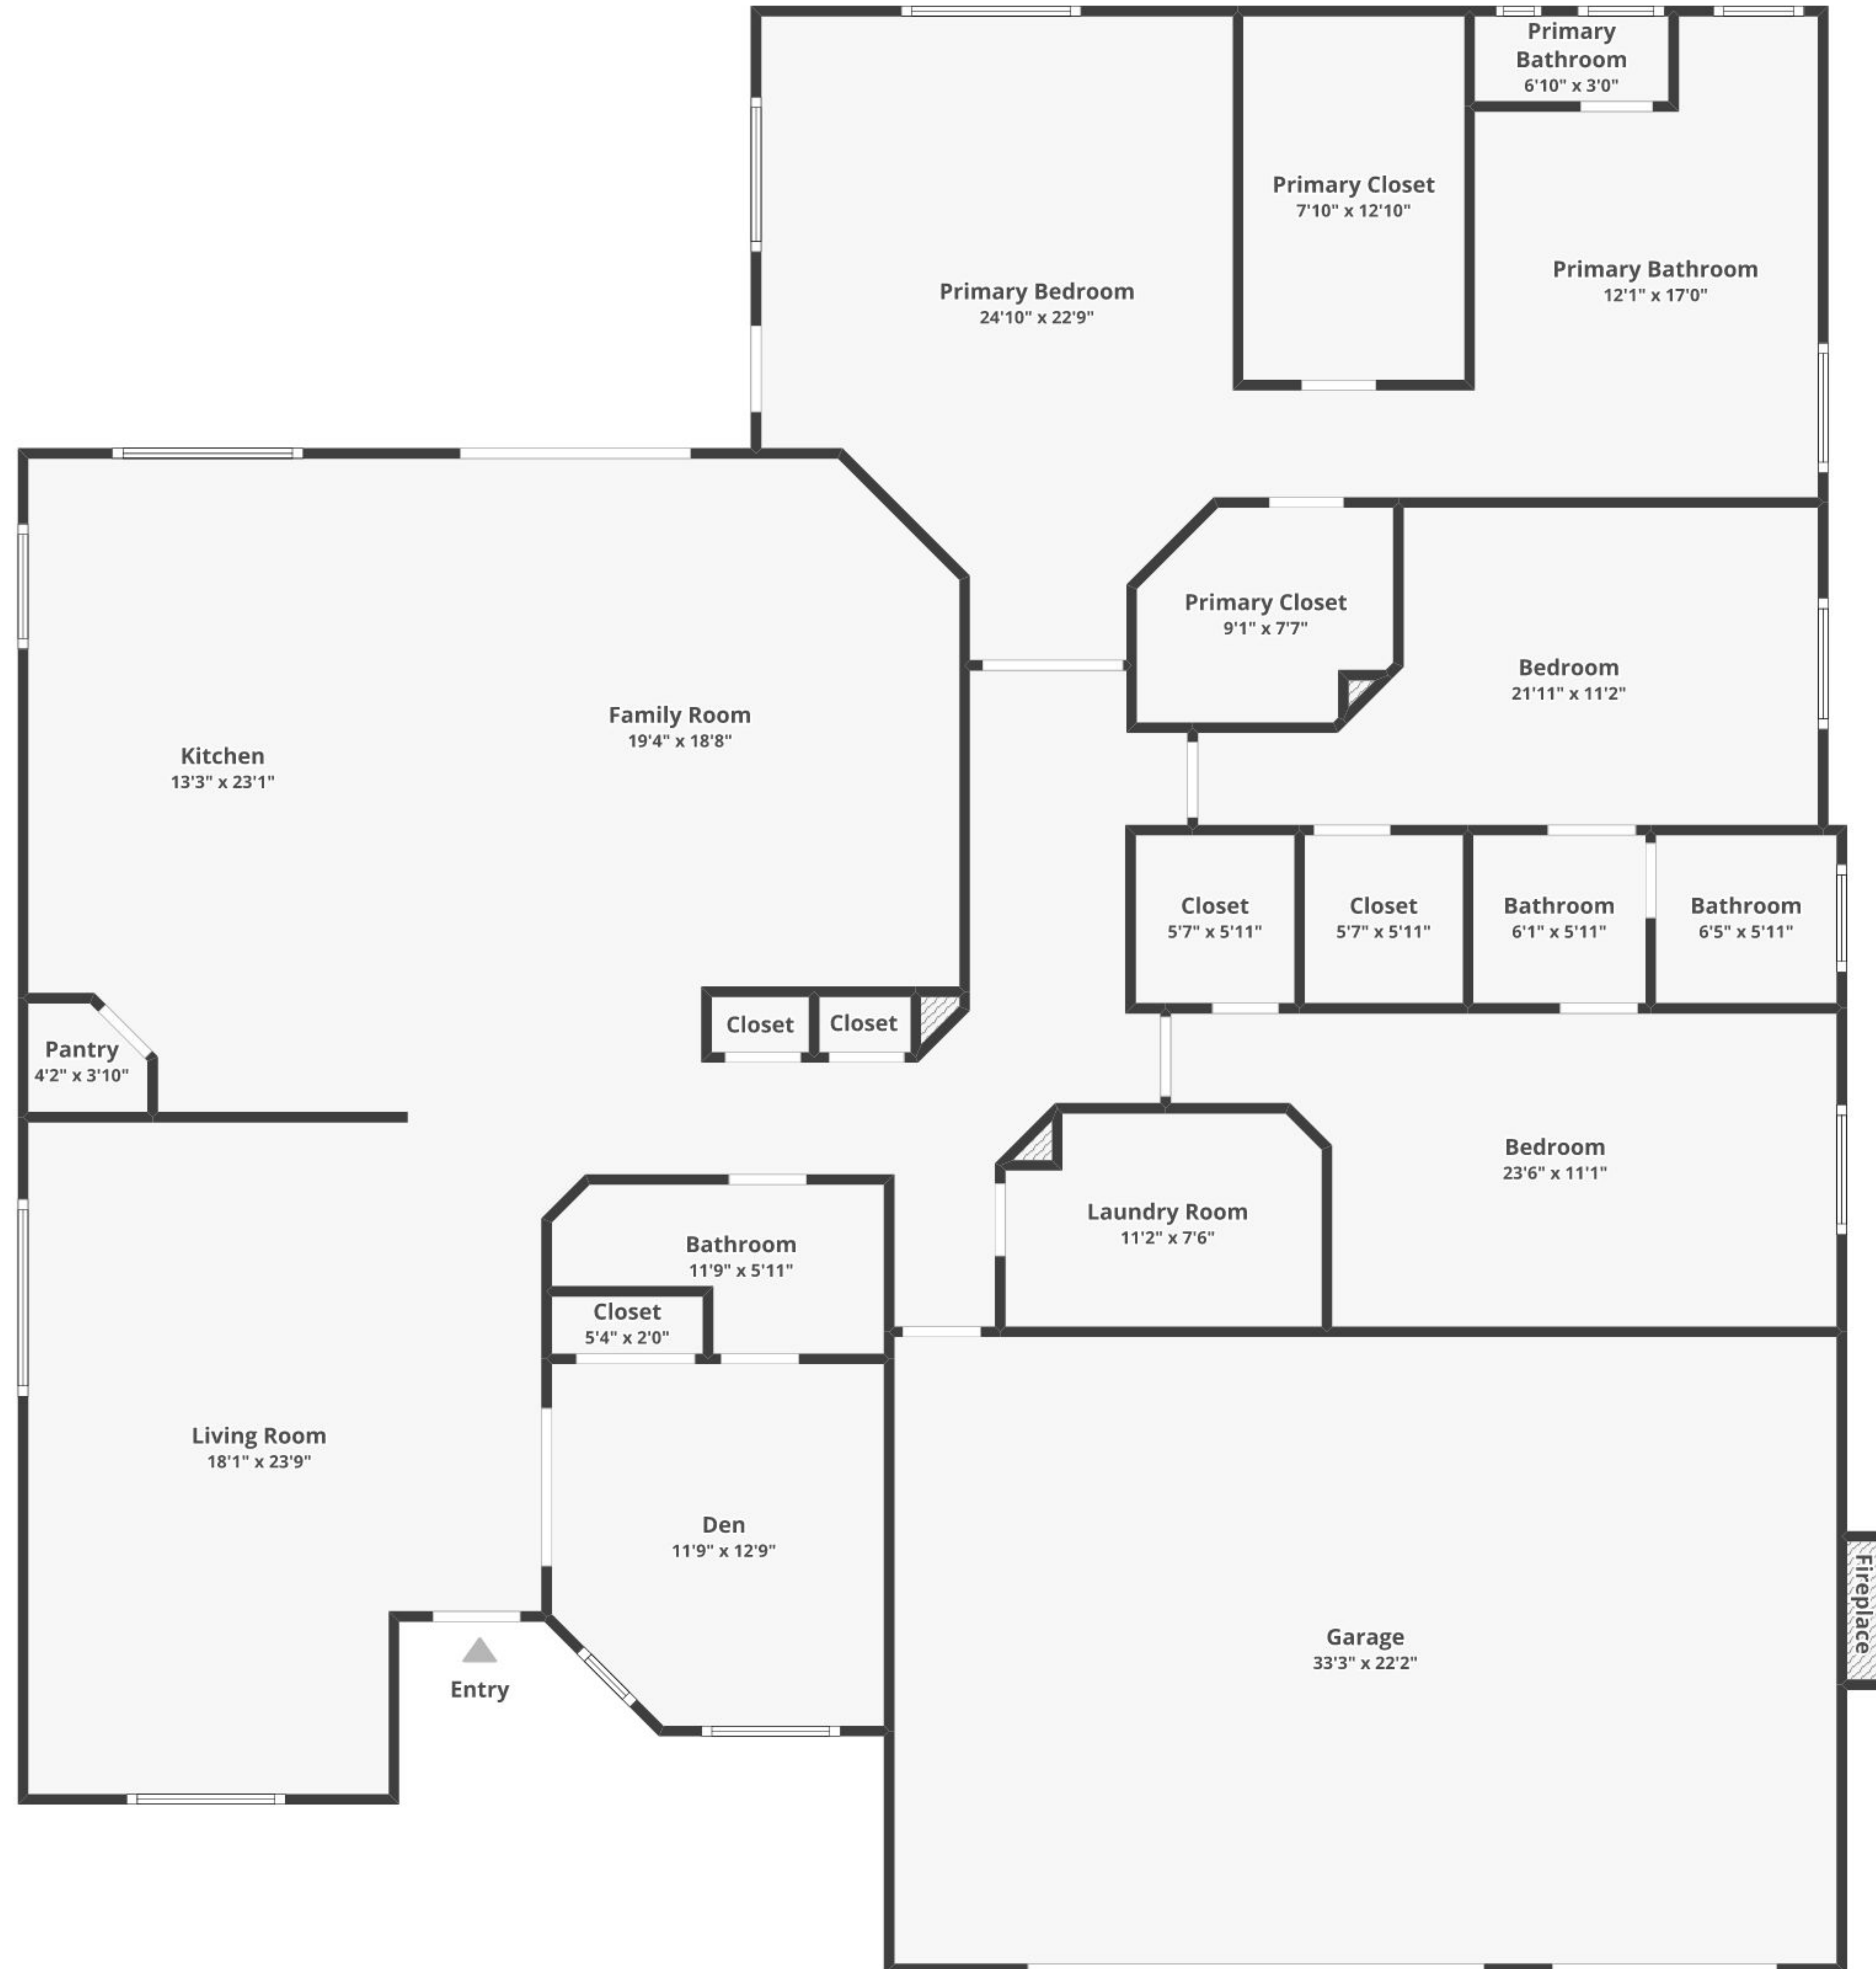 Primary
Bathroom
6'10" x 3'0"
Primary Closet
7'10" x 12'10"
Primary Bathroom
12'1" x 17'0"
Primary Bedroom
24'10" x 22'9"
Primary Closet
9'1" x 7'7"
Bedroom
21'11" x 11'2"
Family Room
19'4" x 18'8"
Kitchen
13'3" x 23'1"
Closet
5'7" x 5'11"
Closet
5'7" x 5'11"
Bathroom
6'1" x 5'11"
Bathroom
6'5" x 5'11"
Closet
Closet
Pantry
4'2" x 3'10"
Bedroom
23'6" x 11'1"
Laundry Room
11'2" x 7'6"
Bathroom
11'9" x 5'11"
Closet
5'4" x 2'0"
Living Room
18'1" x 23'9"
Den
11'9" x 12'9"
Fireplace
Garage
33'3" x 22'2"
Entry